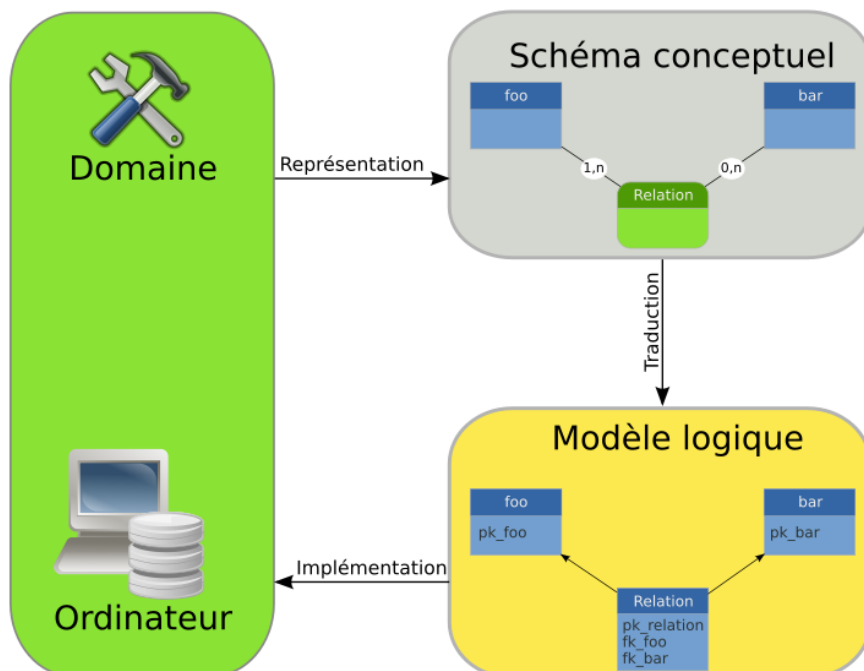 Domaine
Représentation
Schéma conceptuel
foo
bar
1,n
0,n
Relation
Traduction
Modèle logique
foo
bar
pk_foo
pk_bar
Relation
pk_relation
fk_foo
fk_bar
Implémentation
Ordinateur